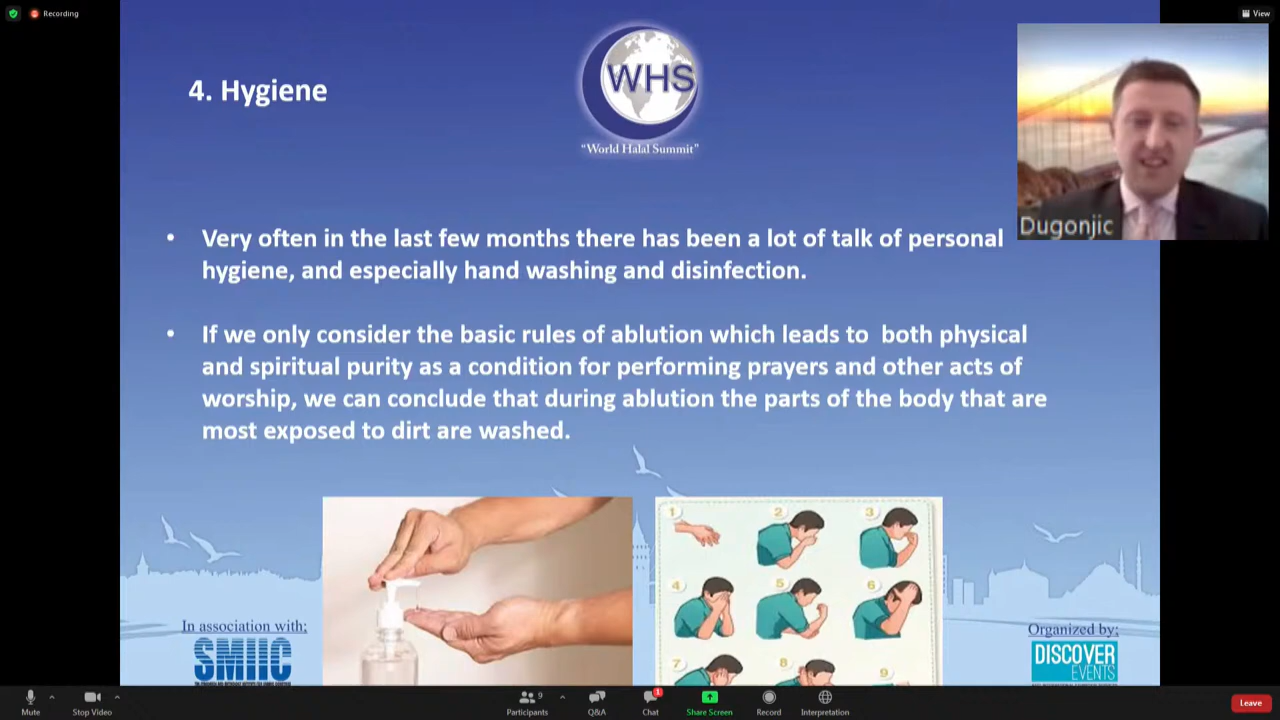 Recording
View
4. Hygiene
WHS
“World Halal Summit”
Dugonjic
• Very often in the last few months there has been a lot of talk of personal
hygiene, and especially hand washing and disinfection.
• If we only consider the basic rules of ablution which leads to both physical
and spiritual purity as a condition for performing prayers and other acts of
worship, we can conclude that during ablution the parts of the body that are
most exposed to dirt are washed.
1 2 3
4 5 6
7 8 9
In association with;
SMIIC
Organized by;
DISCOVER
EVENTS
9
1
Mute
Stop Video
Participants
Q&A
Chat
Share Screen
Record
Interpretation
Leave